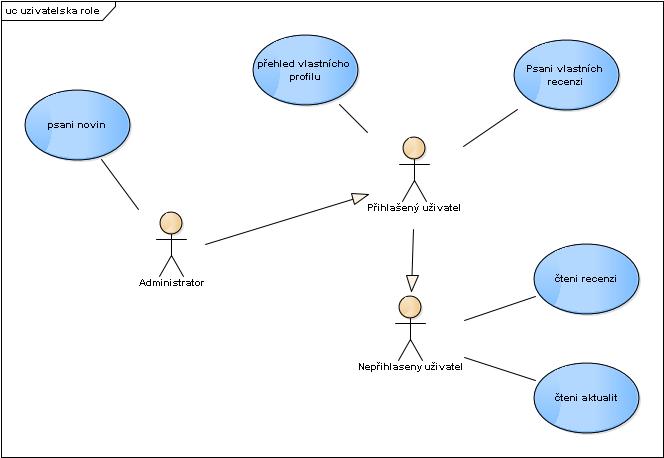 uc uzivatelska role
přehled vlastního
profilu
Psani vlastních
recenzi
psani novin
Přihlašený uživatel
Administrator
čteni recenzi
Nepřihlaseny uživatel
čteni aktualit